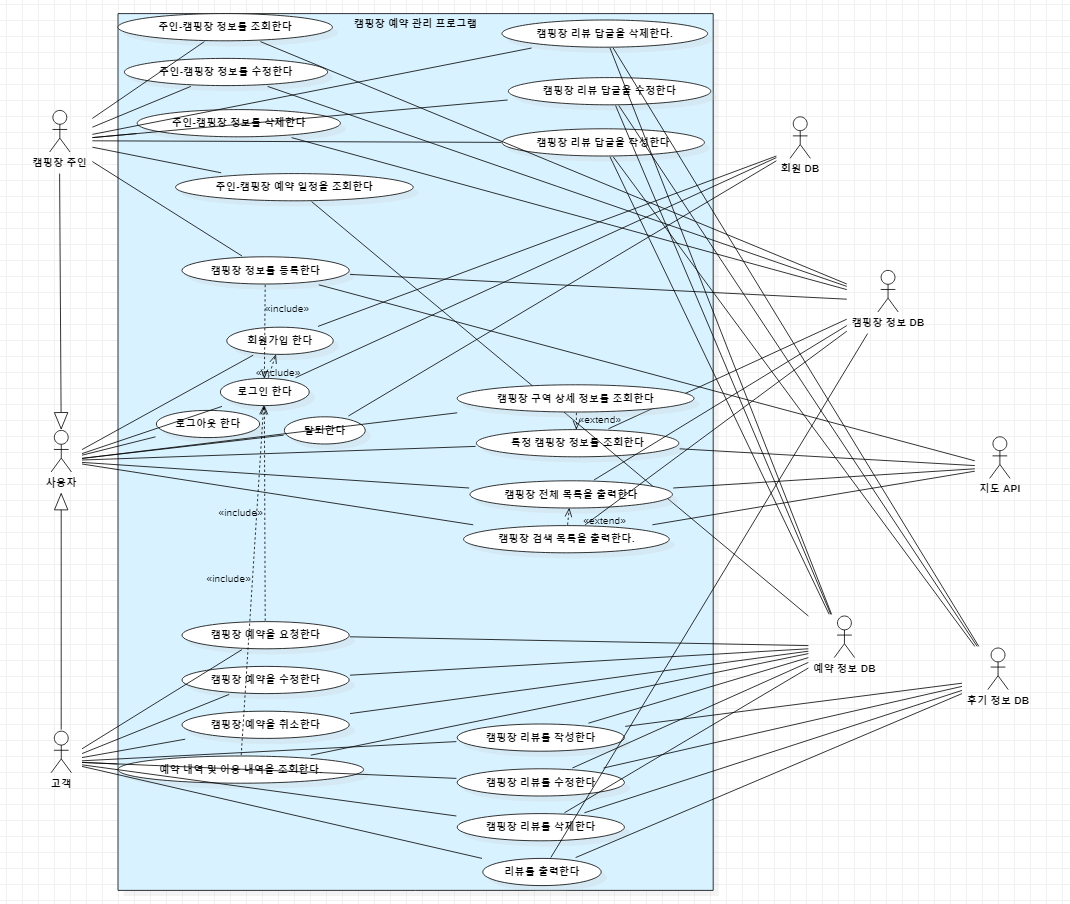 캠핑장 예약 관리 프로그램
주인-캠핑장 정보를 조회한다
캠핑장 리뷰 답글을 삭제한다.
주인-캠핑장 정보를 수정한다
캠핑장 리뷰 답글을 수정한다
주인-캠핑장 정보를 삭제한다
캠핑장 리뷰 답글을 작성한다
캠핑장 주인
회원 DB
주인-캠핑장 예약 일정을 조회한다
캠핑장 정보를 등록한다
«include»
캠핑장 정보 DB
회원가입 한다
«include»
로그인 한다
캠핑장 구역 상세 정보를 조회한다
로그아웃 한다
탈퇴한다
«extend»
특정 캠핑장 정보를 조회한다
사용자
지도 API
캠핑장 전체 목록을 출력한다
«include»
«extend»
캠핑장 검색 목록을 출력한다.
«include»
캠핑장 예약을 요청한다
예약 정보 DB
캠핑장 예약을 수정한다
후기 정보 DB
캠핑장 예약을 취소한다
캠핑장 리뷰를 작성한다
예약 내역 및 이용 내역을 조회한다
고객
캠핑장 리뷰를 수정한다
캠핑장 리뷰를 삭제한다
리뷰를 출력한다